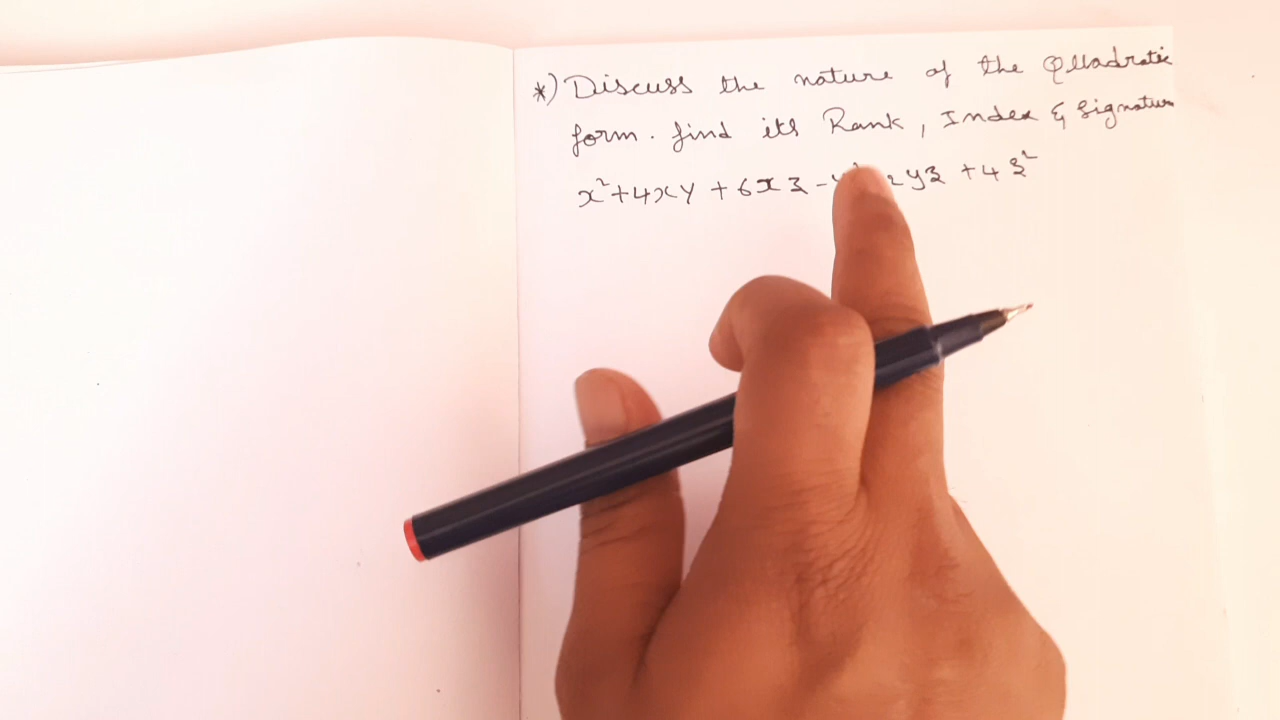 *) Discuss the nature of the Quadratic
form. find its Rank, Index & Signature
x²+4xy + 6xz - 2yz + 4z²